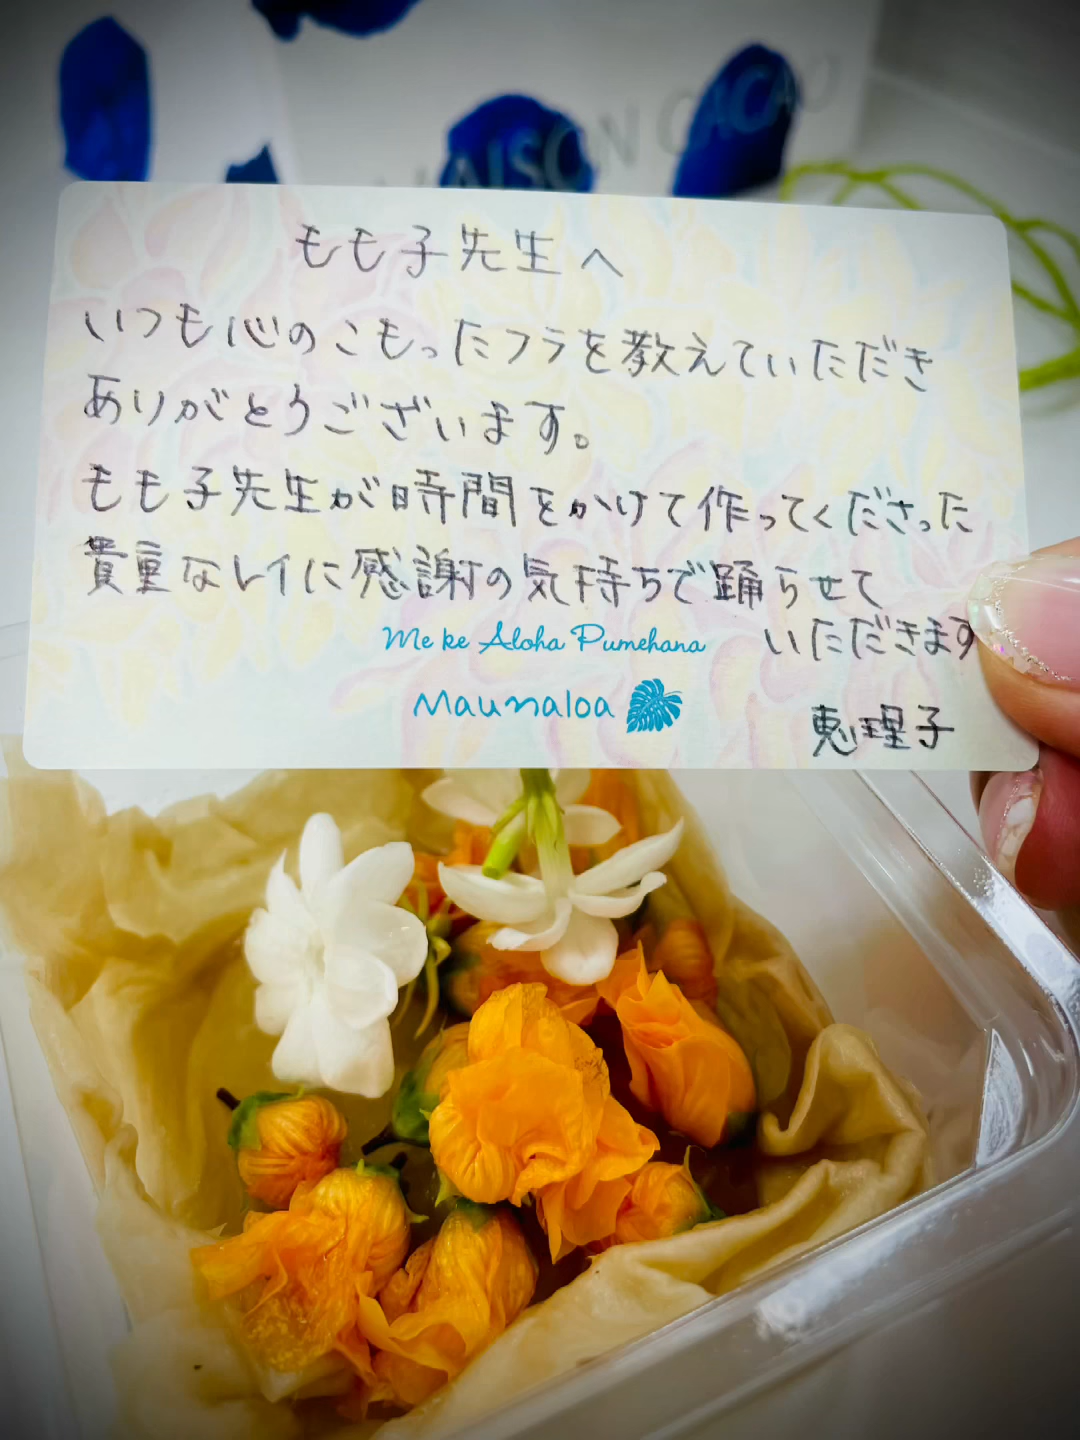 MAISON CACAO
もも子先生へ
いつも心のこもったフラを教えていただき
ありがとうございます。
もも子先生が時間をかけて作ってくださった
貴重なレイに感謝の気持ちで踊らせて
いただきます
Me ke Aloha Pumehana
Maunaloa
恵理子